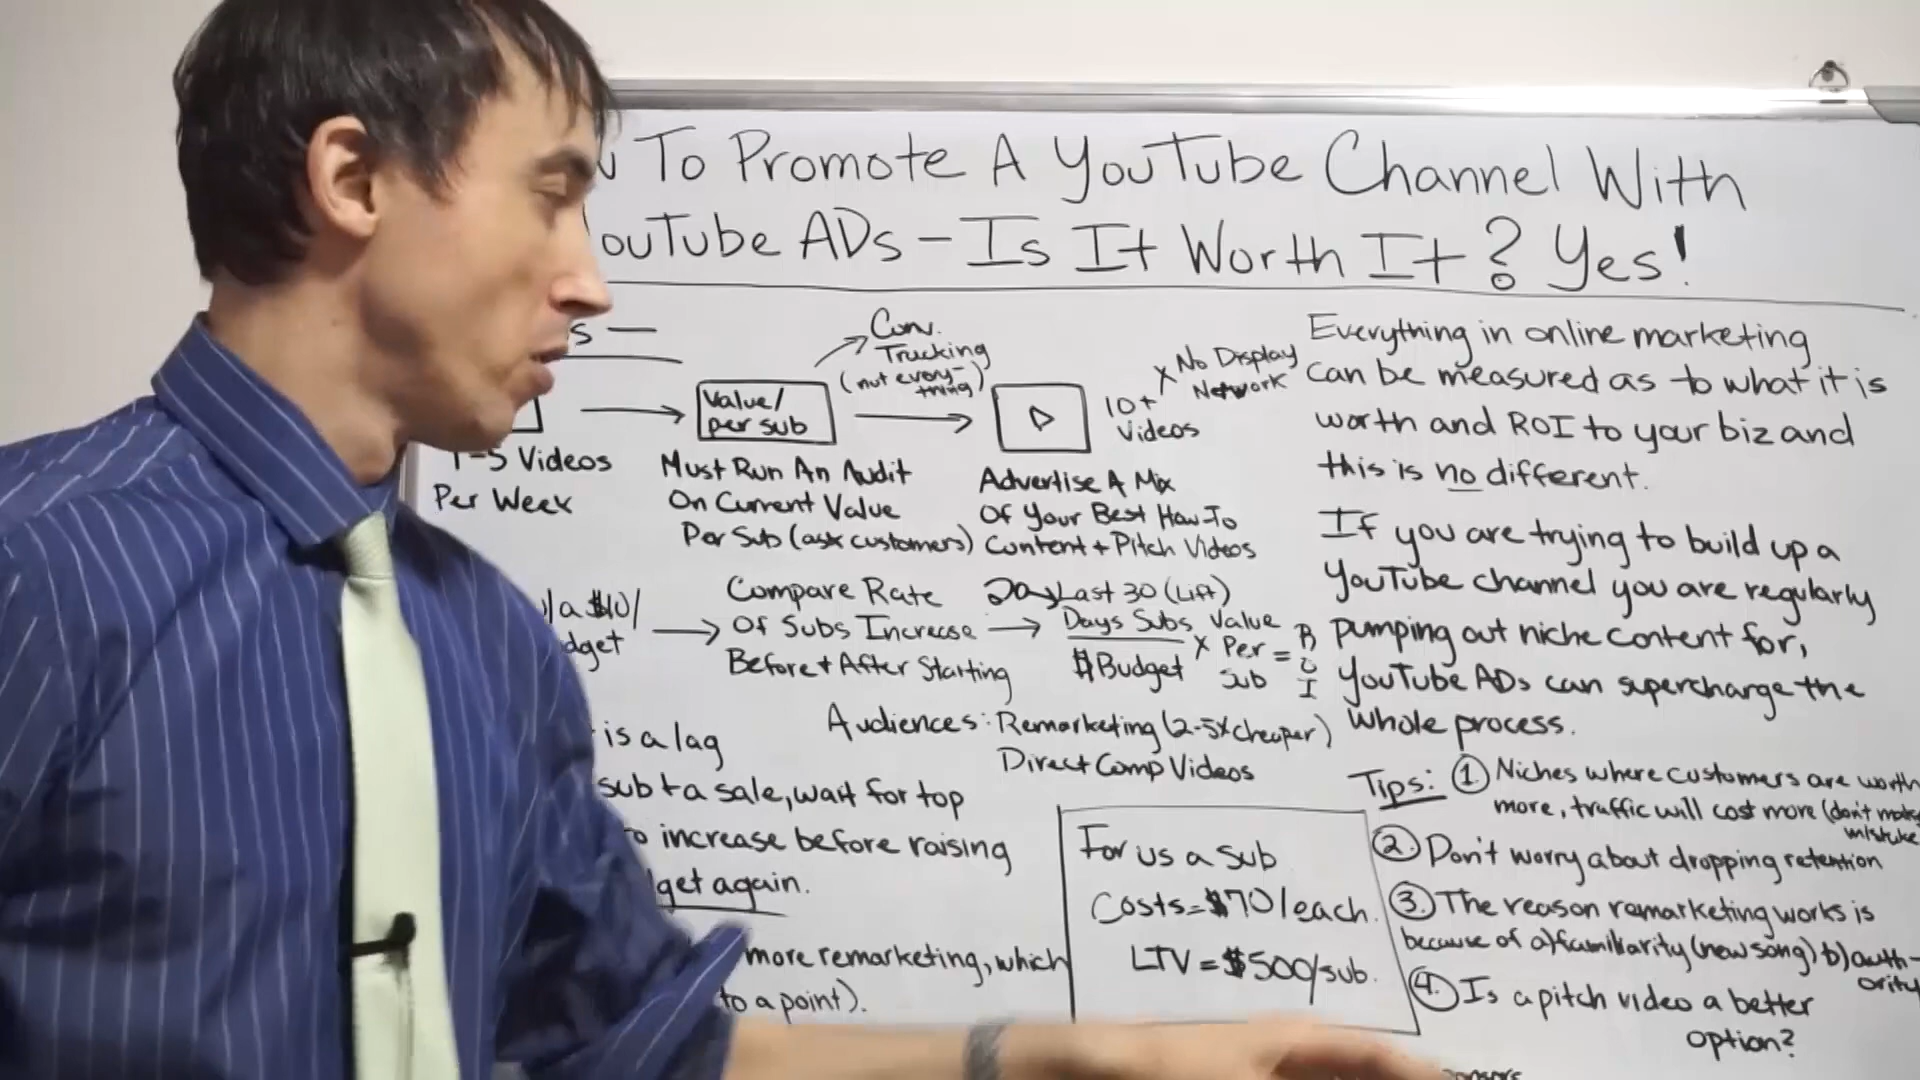 To Promote A YouTube Channel With
ouTube ADs - Is It Worth It? Yes!
s —
Value/
per sub
Conv.
Trucking
(not every-
thing)
10+
Videos
x No Display
Network
1-5 Videos
Per Week
Must Run An Audit
On Current Value
Per Sub (ask customers)
Advertise A Mix
Of Your Best How-To
Content + Pitch Videos
a $10/
dget
Compare Rate
Of Subs Increase
Before + After Starting
Last 30 (Lift)
Days Subs
$Budget
x
Value
Per
Sub
=
ROI
Audiences: Remarketing (2-5x cheaper)
Direct Comp Videos
is a lag
sub to a sale, wait for top
o increase before raising
get again.
more remarketing, which
to a point).
For us a sub
Costs = $70/each.
LTV = $500/sub.
Everything in online marketing
can be measured as to what it is
worth and ROI to your biz and
this is no different.
If you are trying to build up a
YouTube channel you are regularly
pumping out niche content for,
YouTube ADs can supercharge the
whole process.
Tips: 1. Niches where customers are worth
more, traffic will cost more (don't make
mistake
2. Don't worry about dropping retention
3. The reason remarketing works is
because of a) familiarity (new song) b) auth-
ority
4. Is a pitch video a better
option?